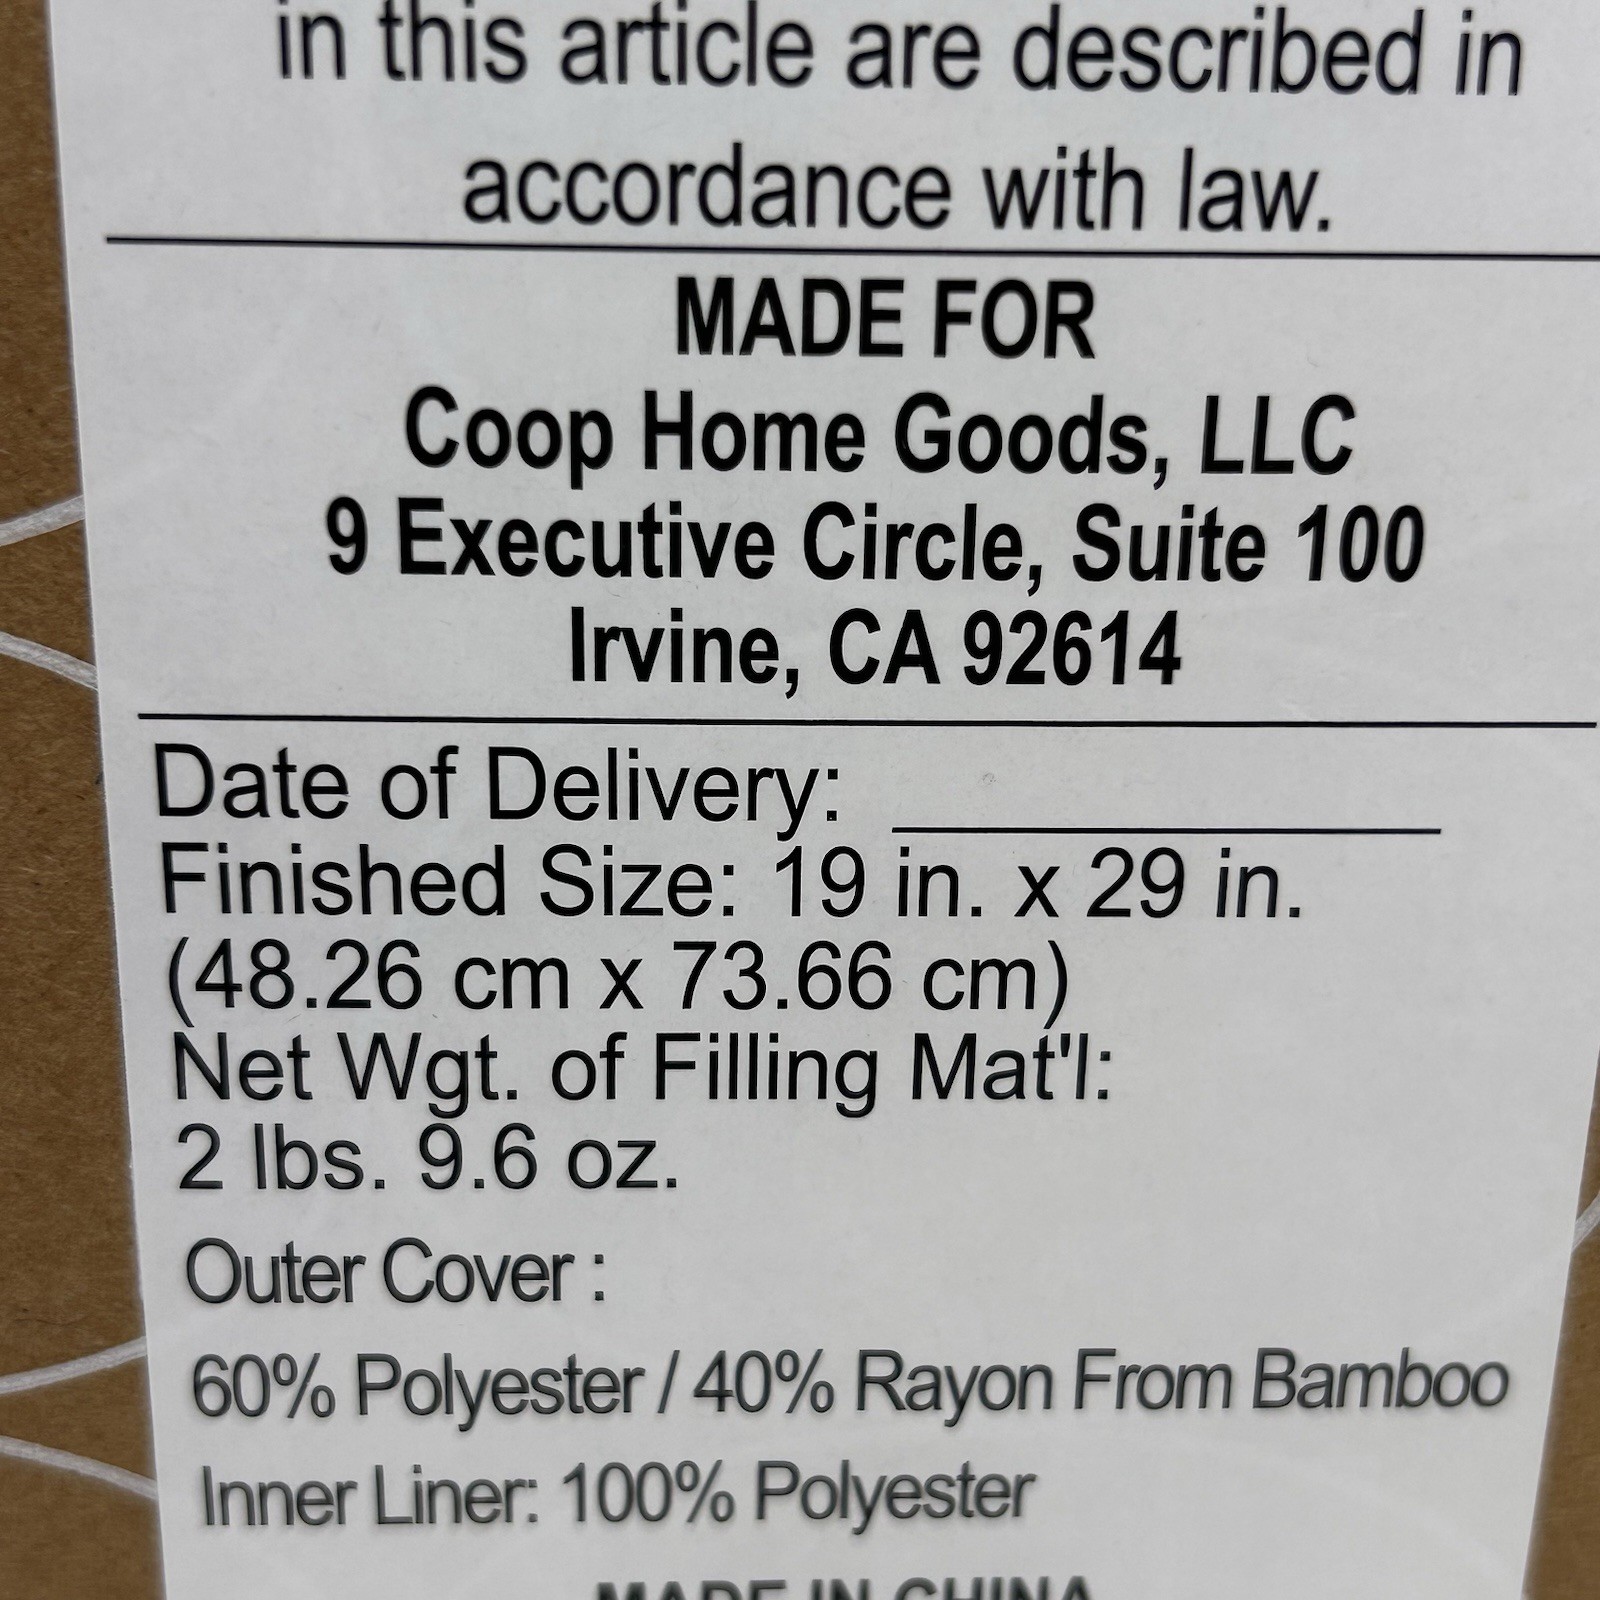 in this article are described in
accordance with law.
MADE FOR
Coop Home Goods, LLC
9 Executive Circle, Suite 100
Irvine, CA 92614
Date of Delivery:
Finished Size: 19 in. x 29 in.
(48.26 cm x 73.66 cm)
Net Wgt. of Filling Mat'l:
2 lbs. 9.6 oz.
Outer Cover :
60% Polyester / 40% Rayon From Bamboo
Inner Liner: 100% Polyester
MADE IN CHINA